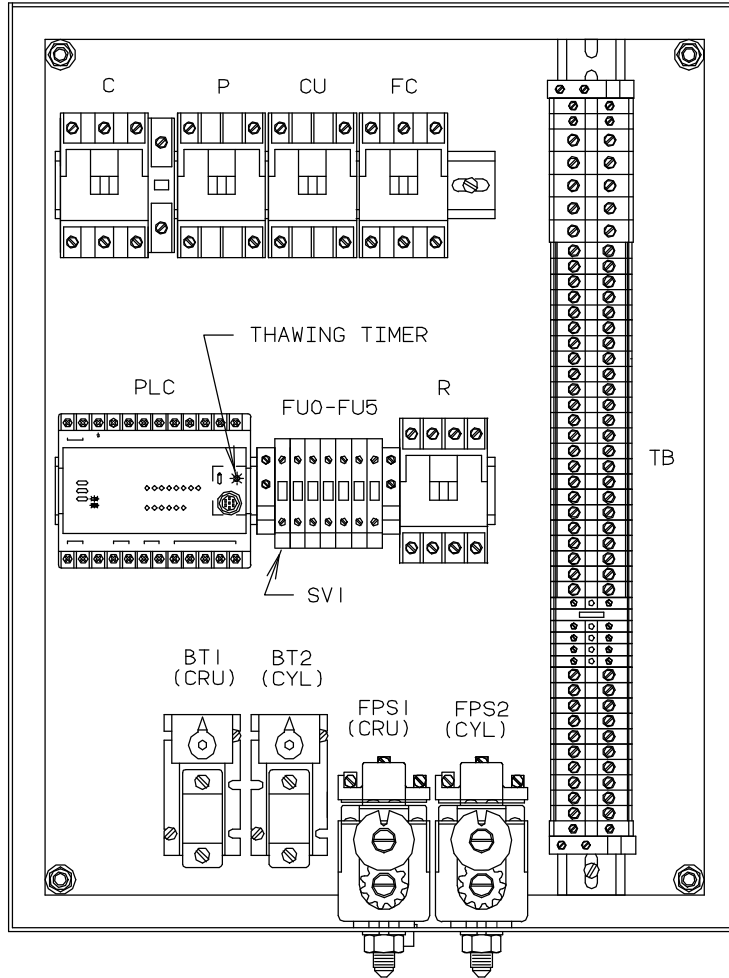 C P CU FC
THAWING TIMER
PLC
FU0-FU5
R
TB
SV1
BT1 BT2
(CRU) (CYL)
FPS1 FPS2
(CRU) (CYL)